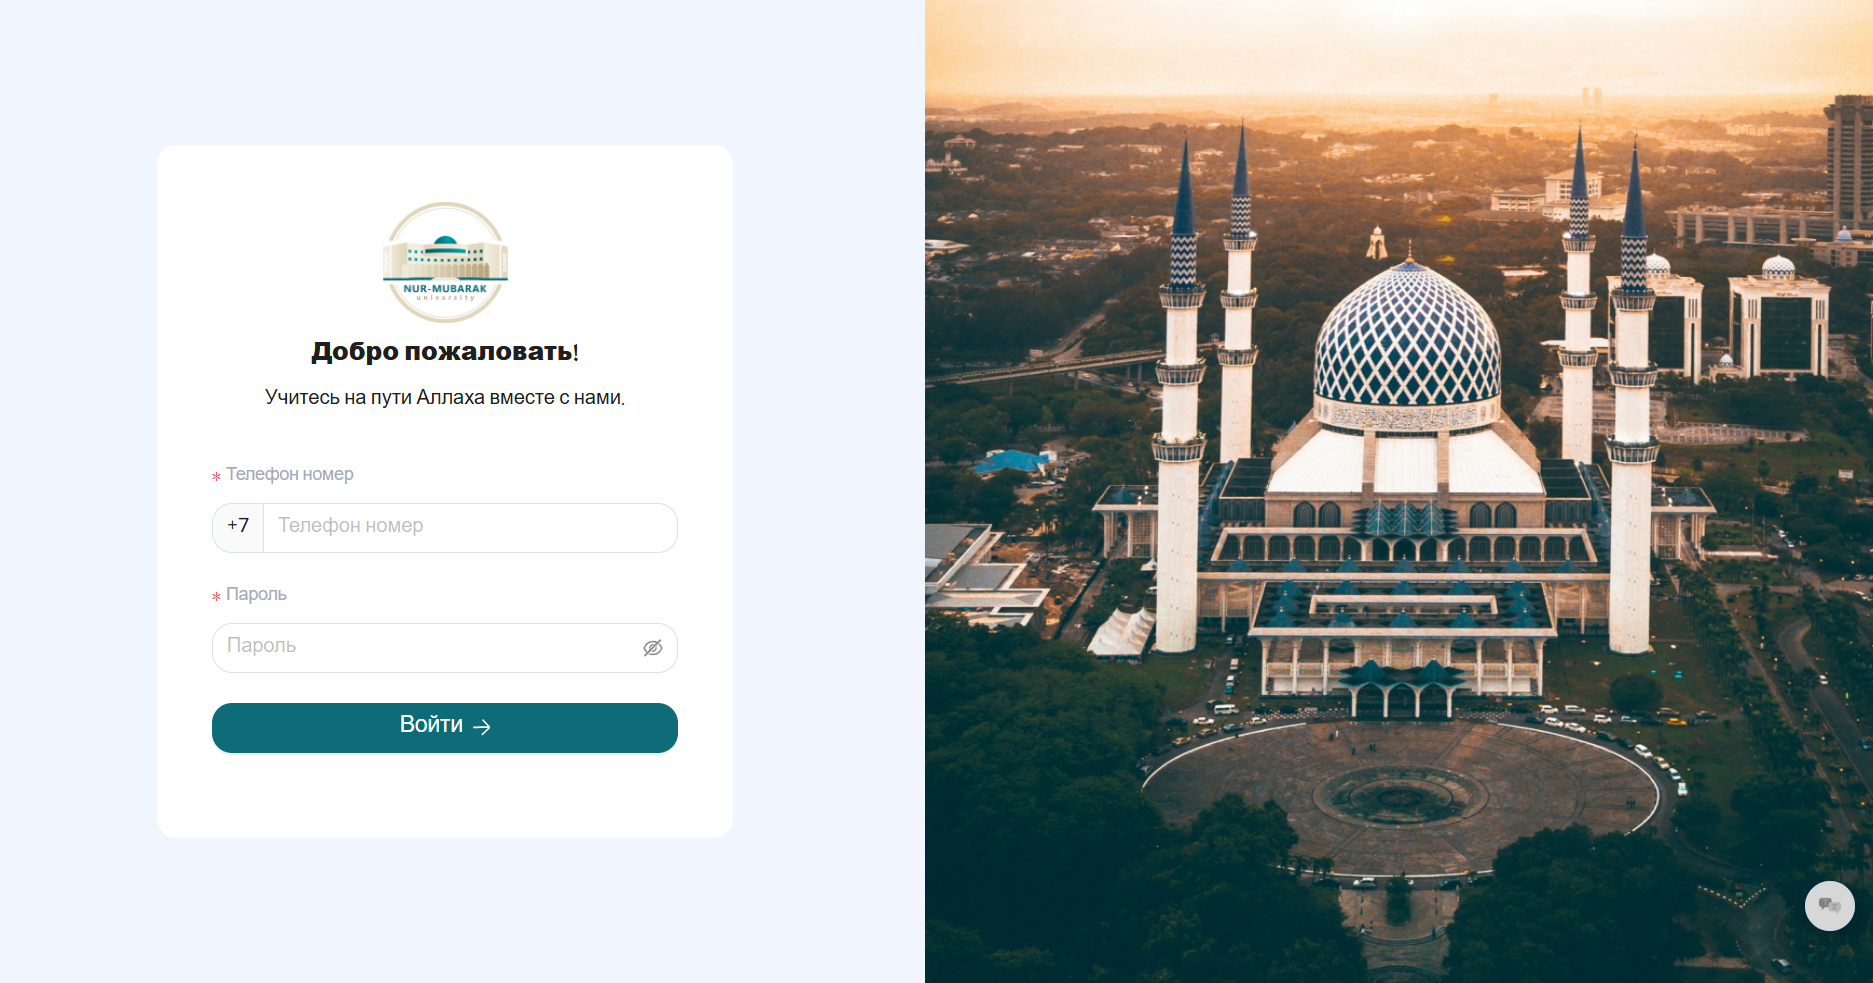 NUR-MUBARAK
university
Добро пожаловать!
Учитесь на пути Аллаха вместе с нами.
* Телефон номер
+7 Телефон номер
* Пароль
Пароль
Войти →